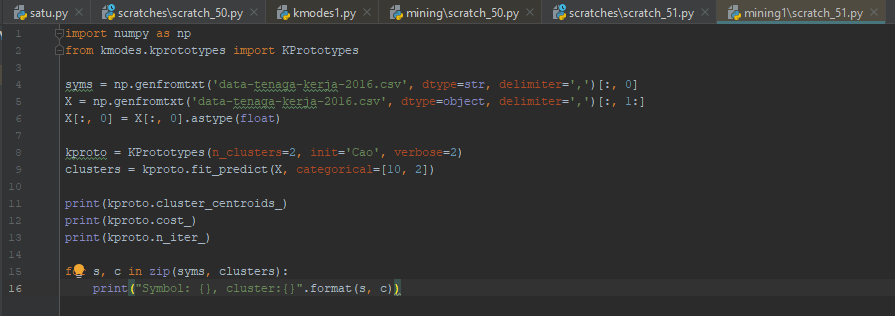 satu.py × scratches\scratch_50.py × kmodes1.py × mining\scratch_50.py × scratches\scratch_51.py × mining1\scratch_51.py ×
1 import numpy as np
2 from kmodes.kprototypes import KPrototypes
3
4 syms = np.genfromtxt('data-tenaga-kerja-2016.csv', dtype=str, delimiter=',')[:, 0]
5 X = np.genfromtxt('data-tenaga-kerja-2016.csv', dtype=object, delimiter=',')[:, 1:]
6 X[:, 0] = X[:, 0].astype(float)
7
8 kproto = KPrototypes(n_clusters=2, init='Cao', verbose=2)
9 clusters = kproto.fit_predict(X, categorical=[10, 2])
10
11 print(kproto.cluster_centroids_)
12 print(kproto.cost_)
13 print(kproto.n_iter_)
14
15 for s, c in zip(syms, clusters):
16 print("Symbol: {}, cluster:{}".format(s, c))